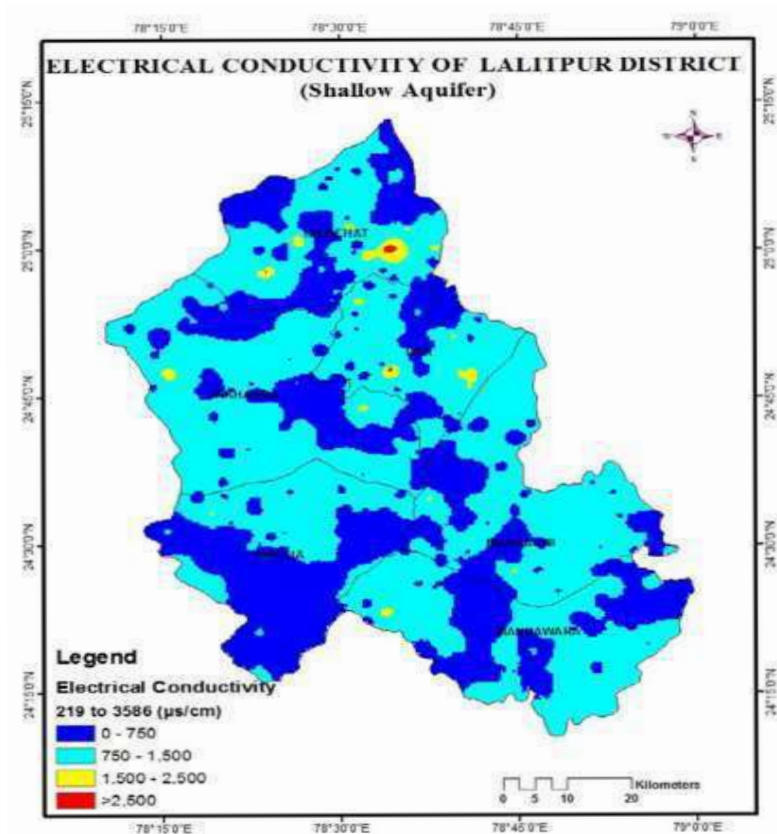 78°15'0"E 78°30'0"E 78°45'0"E 79°0'0"E
ELECTRICAL CONDUCTIVITY OF LALITPUR DISTRICT
(Shallow Aquifer)
N
W E
S
25°15'0"N 25°15'0"N
25°0'0"N 25°0'0"N
24°45'0"N 24°45'0"N
24°30'0"N 24°30'0"N
24°15'0"N 24°15'0"N
Legend
Electrical Conductivity
219 to 3586 (µs/cm)
0 - 750
750 - 1,500
1,500 - 2,500
>2,500
Kilometers
0 5 10 20
78°15'0"E 78°30'0"E 78°45'0"E 79°0'0"E